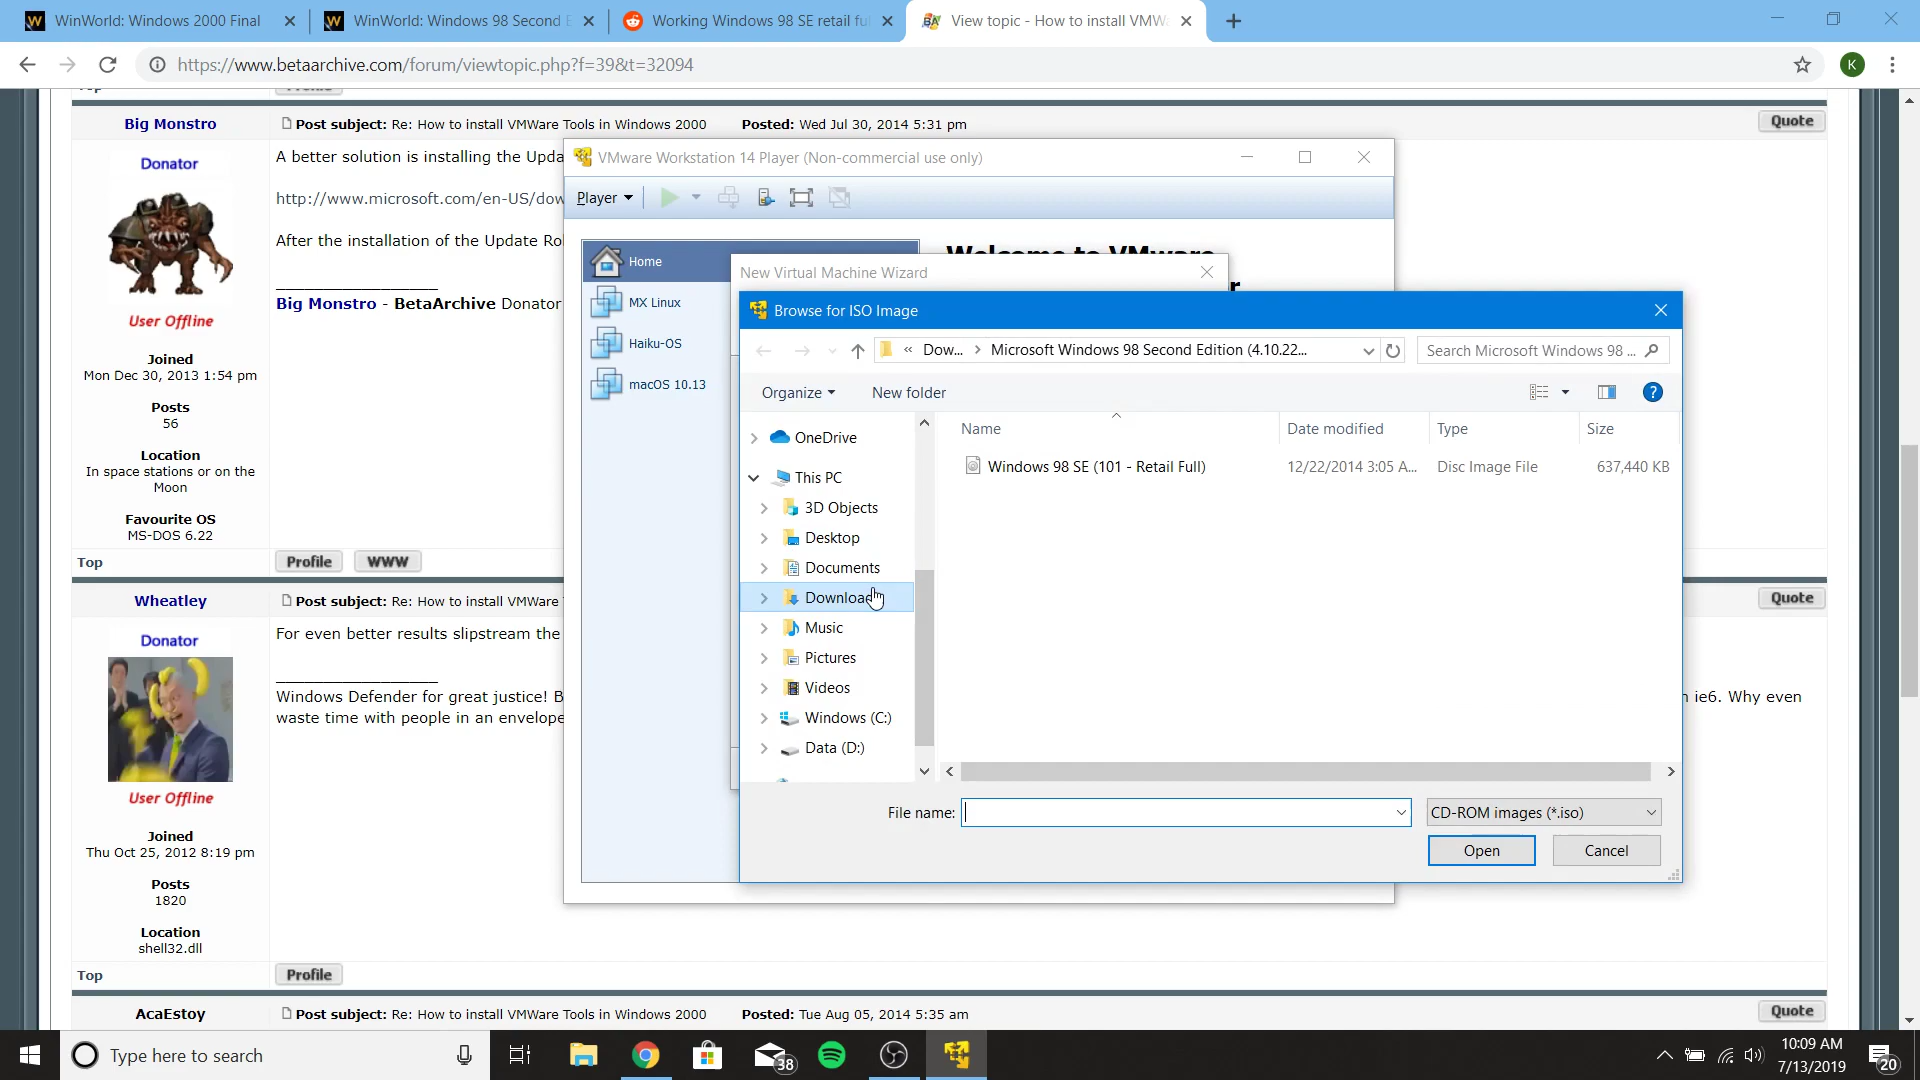 WinWorld: Windows 2000 Final
WinWorld: Windows 98 Second E
Working Windows 98 SE retail ful
View topic - How to install VMWa
https://www.betaarchive.com/forum/viewtopic.php?f=39&t=32094
K
Big Monstro
Post subject: Re: How to install VMWare Tools in Windows 2000
Posted: Wed Jul 30, 2014 5:31 pm
Quote
Donator
User Offline
Joined
Mon Dec 30, 2013 1:54 pm
Posts
56
Location
In space stations or on the
Moon
Favourite OS
MS-DOS 6.22
A better solution is installing the Upda
http://www.microsoft.com/en-US/dow
After the installation of the Update Ro
Big Monstro - BetaArchive Donator
Top
Profile
WWW
Wheatley
Post subject: Re: How to install VMWare
Quote
Donator
User Offline
Joined
Thu Oct 25, 2012 8:19 pm
Posts
1820
Location
shell32.dll
For even better results slipstream the
Windows Defender for great justice! B
n ie6. Why even
waste time with people in an envelope
Top
Profile
AcaEstoy
Post subject: Re: How to install VMWare Tools in Windows 2000
Posted: Tue Aug 05, 2014 5:35 am
Quote
VMware Workstation 14 Player (Non-commercial use only)
Player
Home
MX Linux
Haiku-OS
macOS 10.13
Welcome to VMware
New Virtual Machine Wizard
Browse for ISO Image
« Dow... > Microsoft Windows 98 Second Edition (4.10.22...
Search Microsoft Windows 98 ...
Organize
New folder
?
OneDrive
This PC
3D Objects
Desktop
Documents
Music
Pictures
Videos
Windows (C:)
Data (D:)
Name
Date modified
Type
Size
Windows 98 SE (101 - Retail Full)
12/22/2014 3:05 A...
Disc Image File
637,440 KB
File name:
CD-ROM images (*.iso)
Open
Cancel
Type here to search
38
10:09 AM
7/13/2019
20